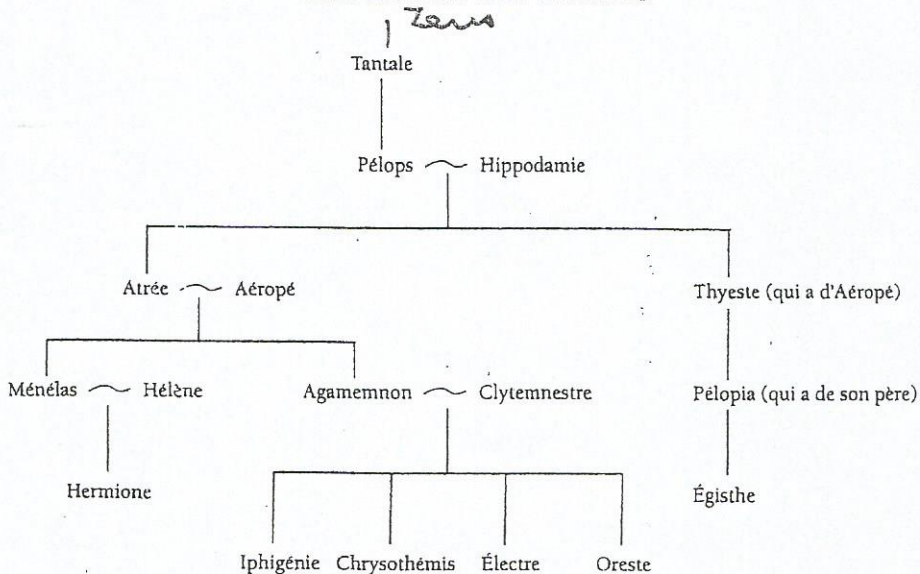 Zeus
Tantale
Pélops Hippodamie
Atrée Aéropé Thyeste (qui a d'Aéropé)
Ménélas Hélène Agamemnon Clytemnestre Pélopia (qui a de son père)
Hermione Égisthe
Iphigénie Chrysothémis Électre Oreste